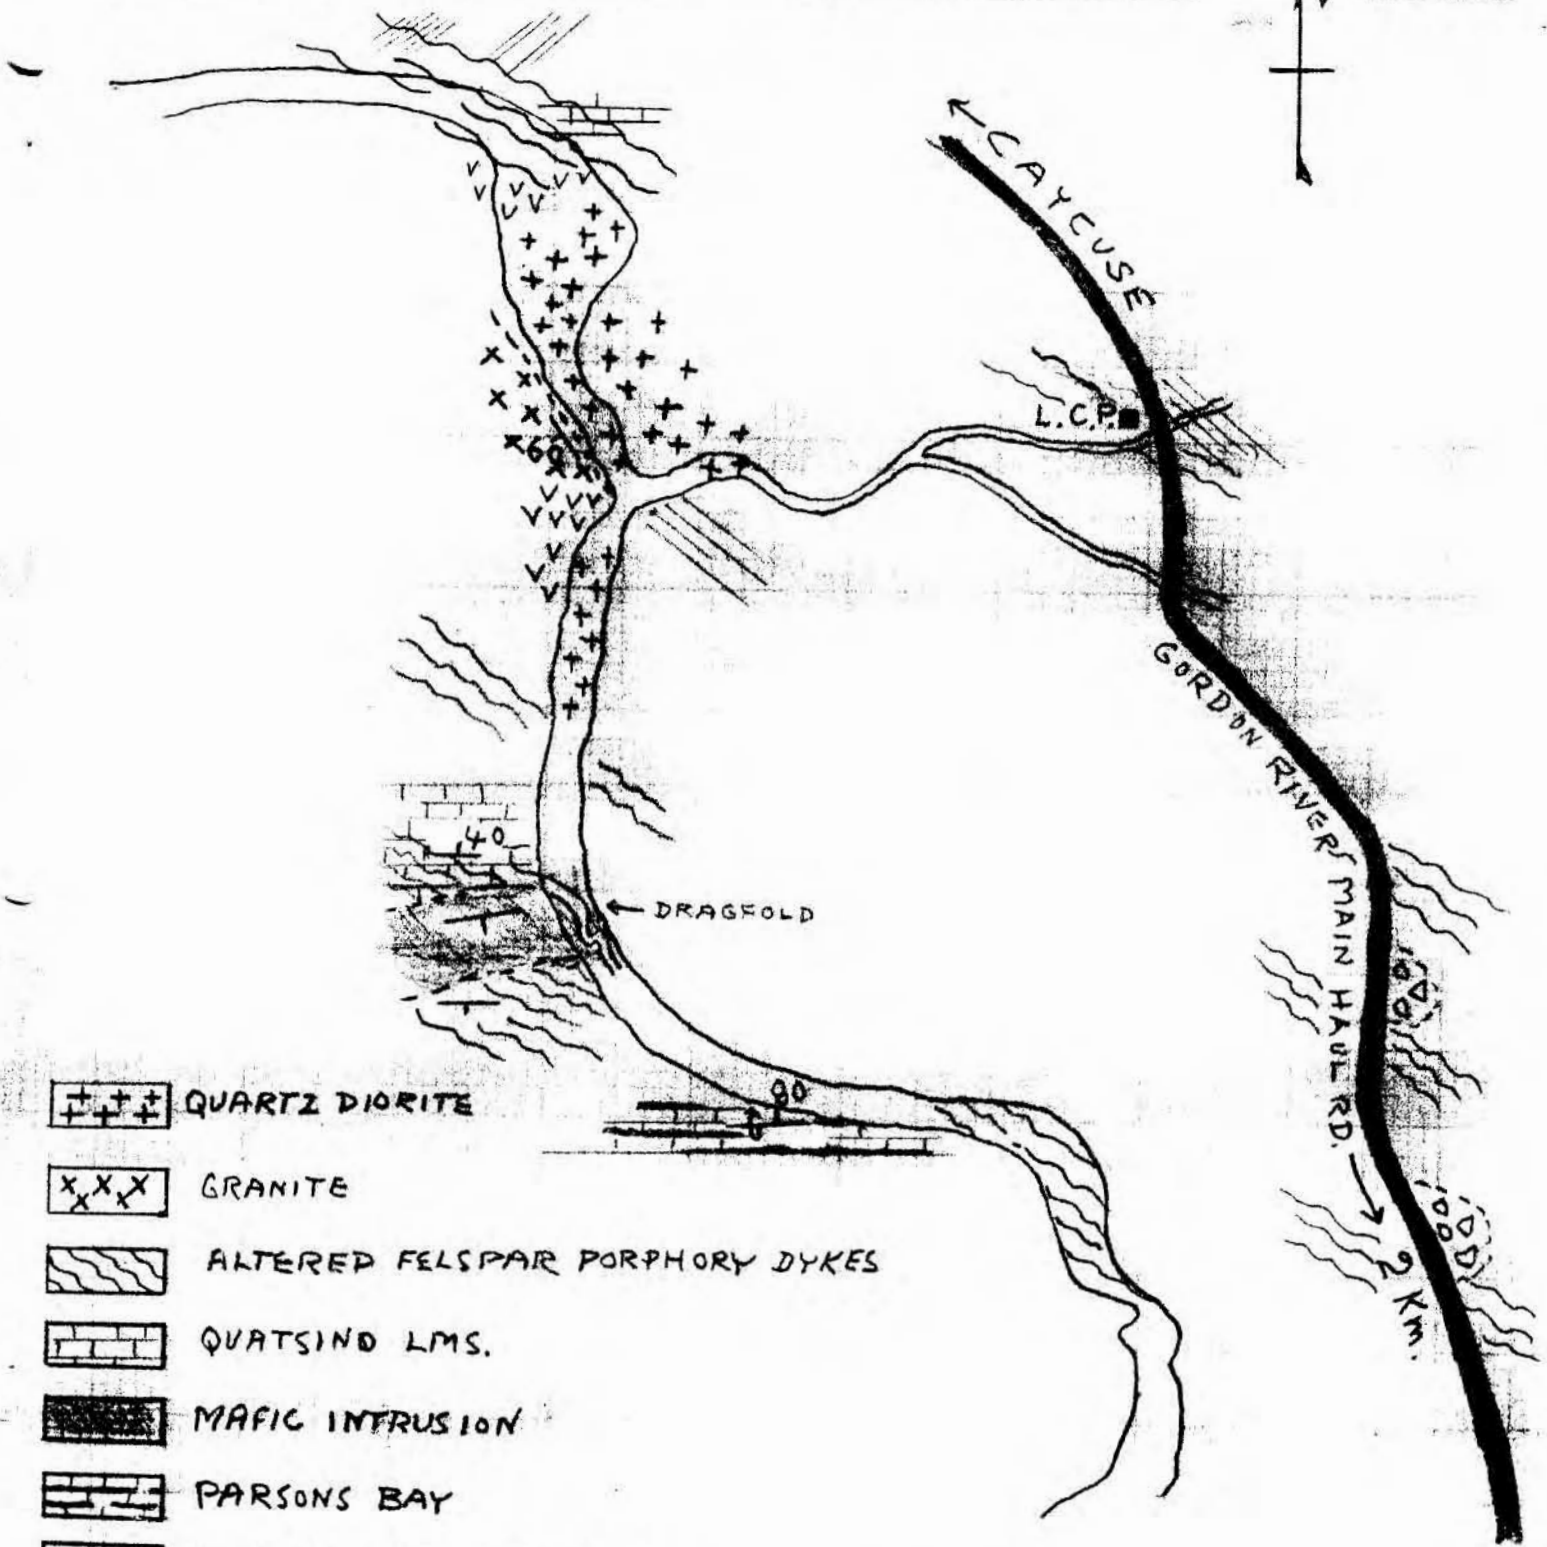 CAYCUSE
L.C.P.
60
GORDON RIVER MAIN HAUL RD.
2 Km.
40
DRAGFOLD
80
QUARTZ DIORITE
GRANITE
ALTERED FELSPAR PORPHORY DYKES
QUATSINO LMS.
MAFIC INTRUSION
PARSONS BAY